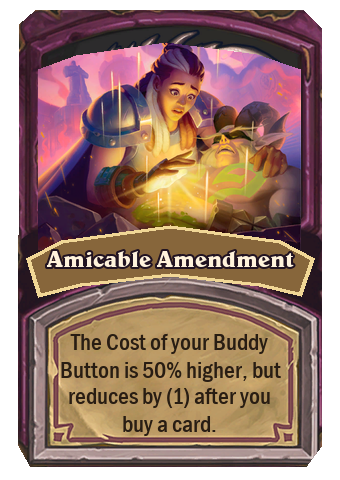 Amicable Amendment
The Cost of your Buddy
Button is 50% higher, but
reduces by (1) after you
buy a card.